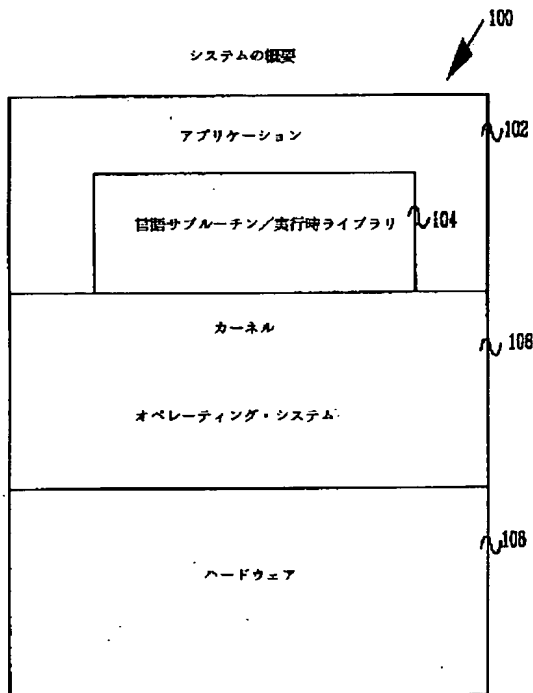 100
システムの概要
アプリケーション
102
言語サブルーチン/実行時ライブラリ
104
カーネル
108
オペレーティング・システム
ハードウェア
108